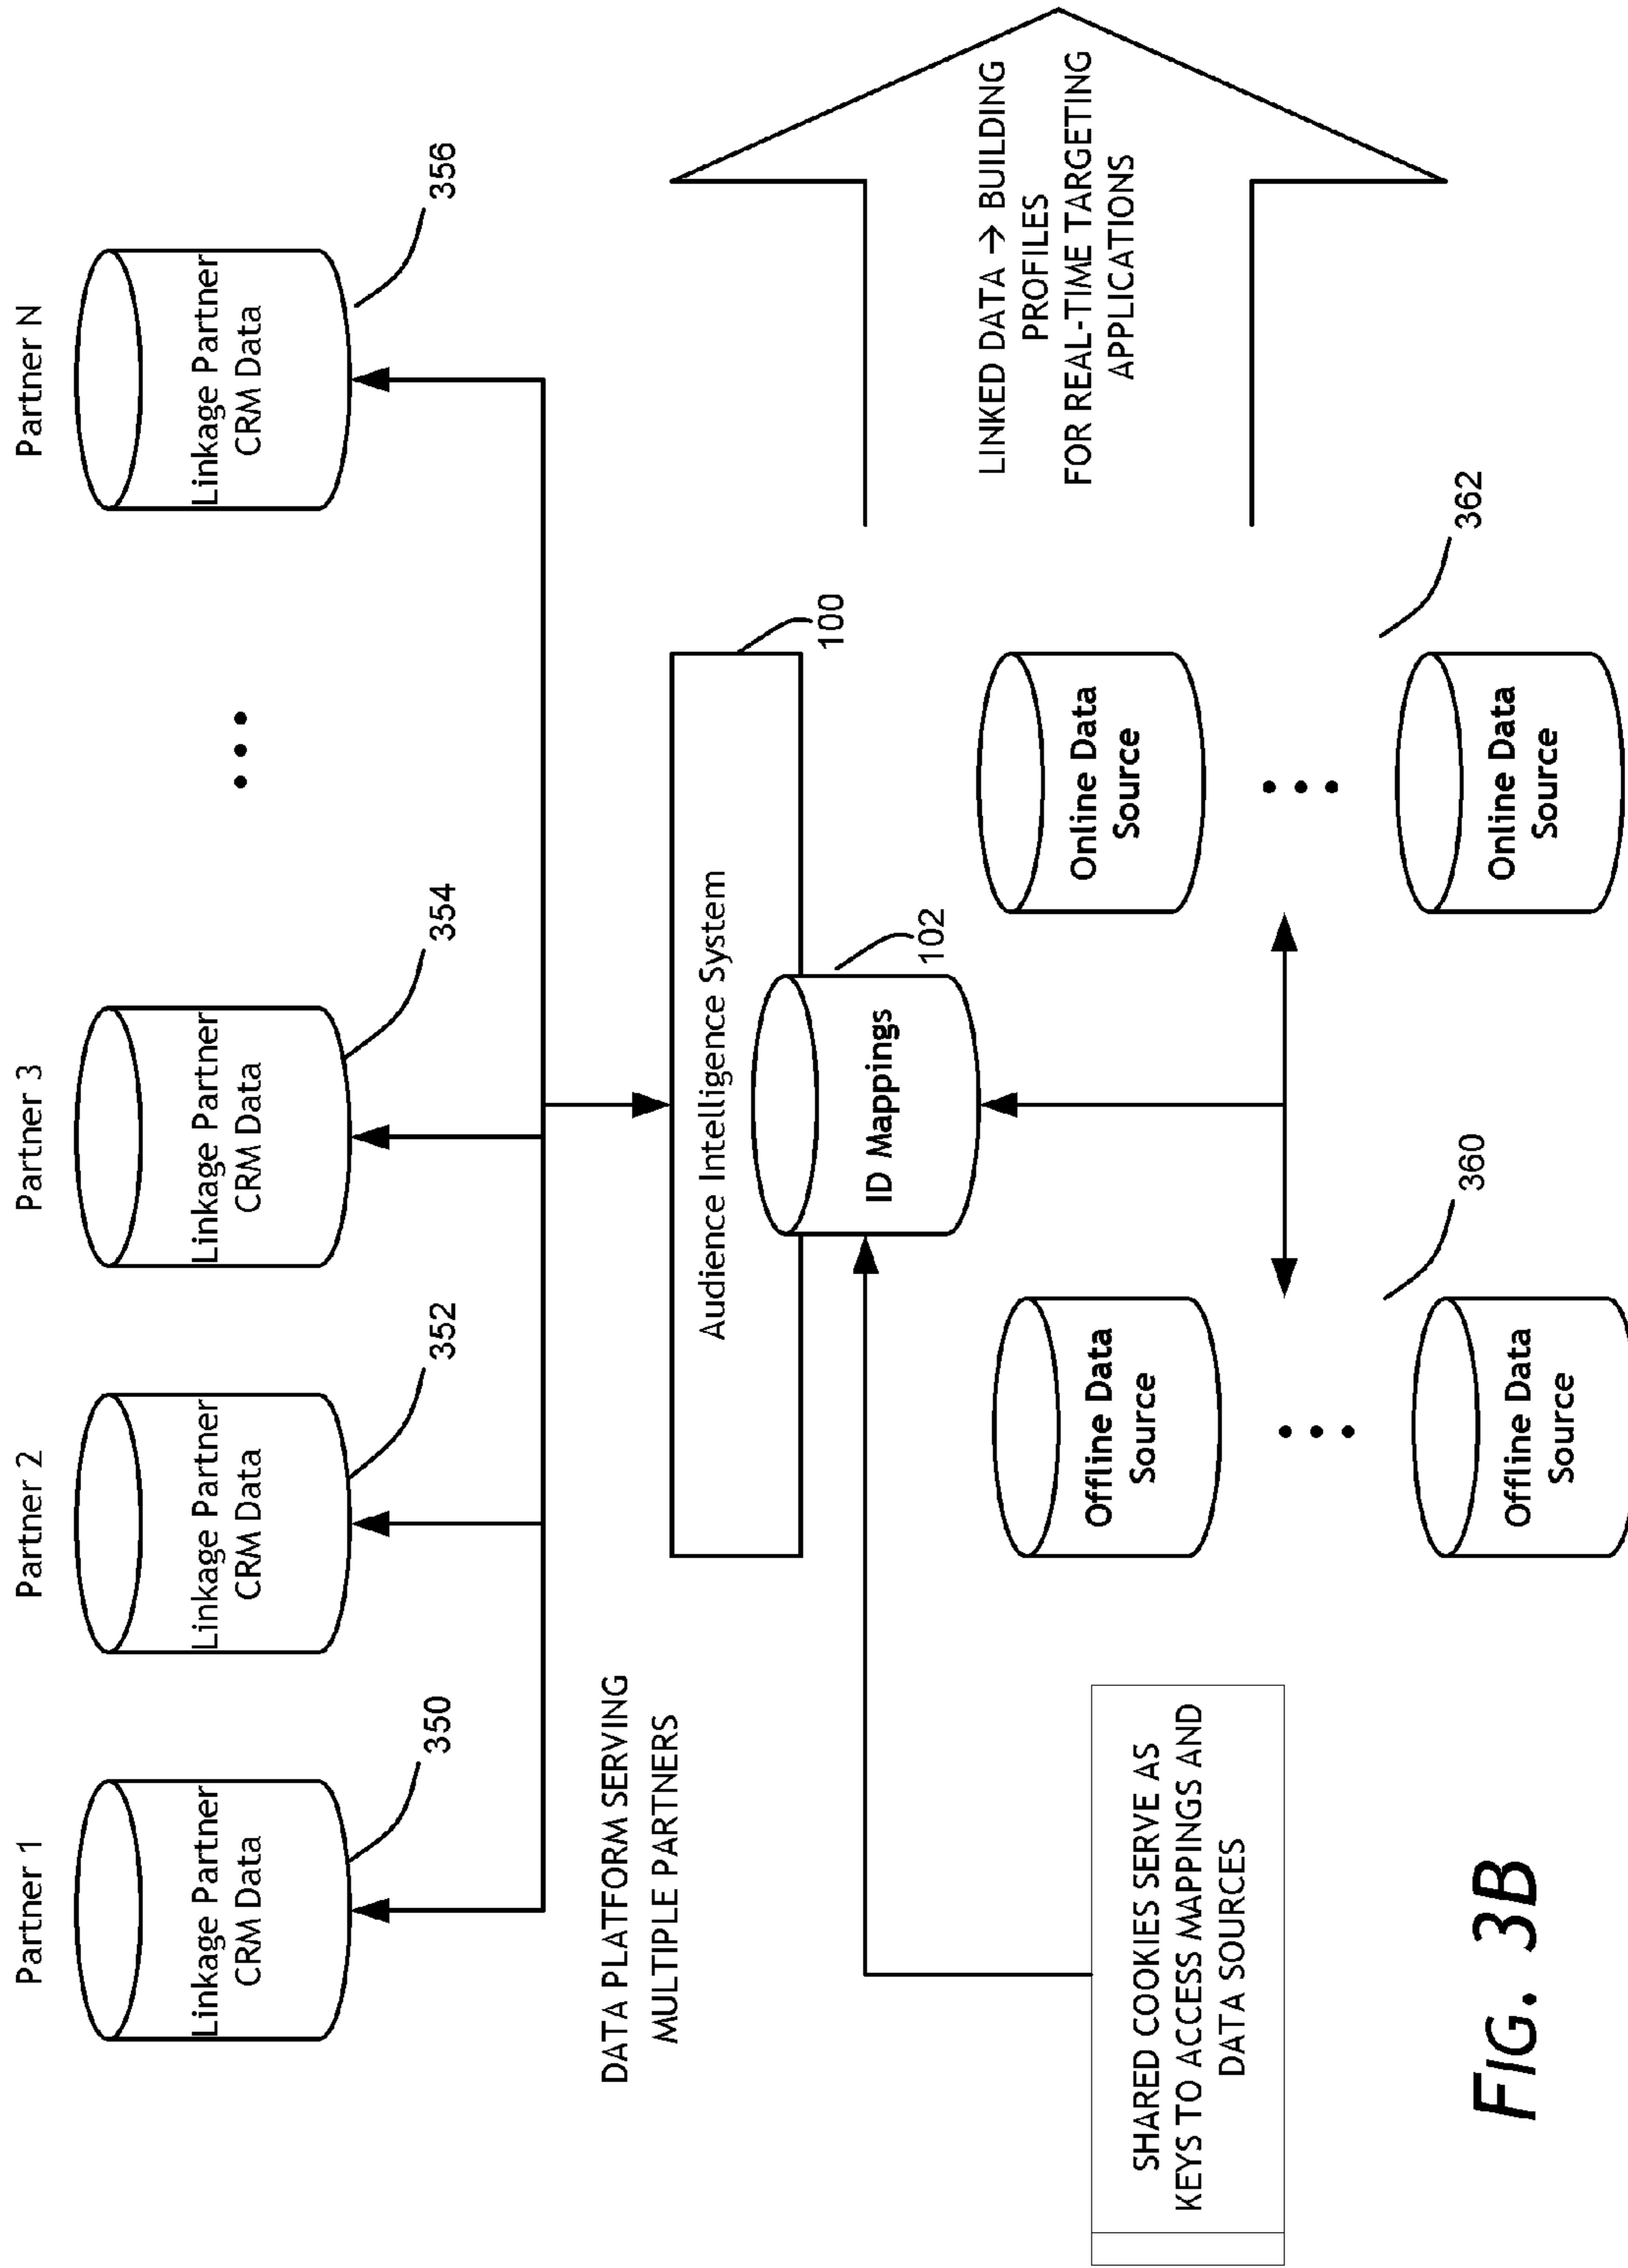 Partner 1
Partner 2
Partner 3
Partner N
Linkage Partner
CRM Data
350
Linkage Partner
CRM Data
352
Linkage Partner
CRM Data
354
Linkage Partner
CRM Data
356
DATA PLATFORM SERVING
MULTIPLE PARTNERS
Audience Intelligence System
100
ID Mappings
102
LINKED DATA → BUILDING
PROFILES
FOR REAL-TIME TARGETING
APPLICATIONS
SHARED COOKIES SERVE AS
KEYS TO ACCESS MAPPINGS AND
DATA SOURCES
Offline Data
Source
360
Offline Data
Source
Online Data
Source
362
Online Data
Source
FIG. 3B